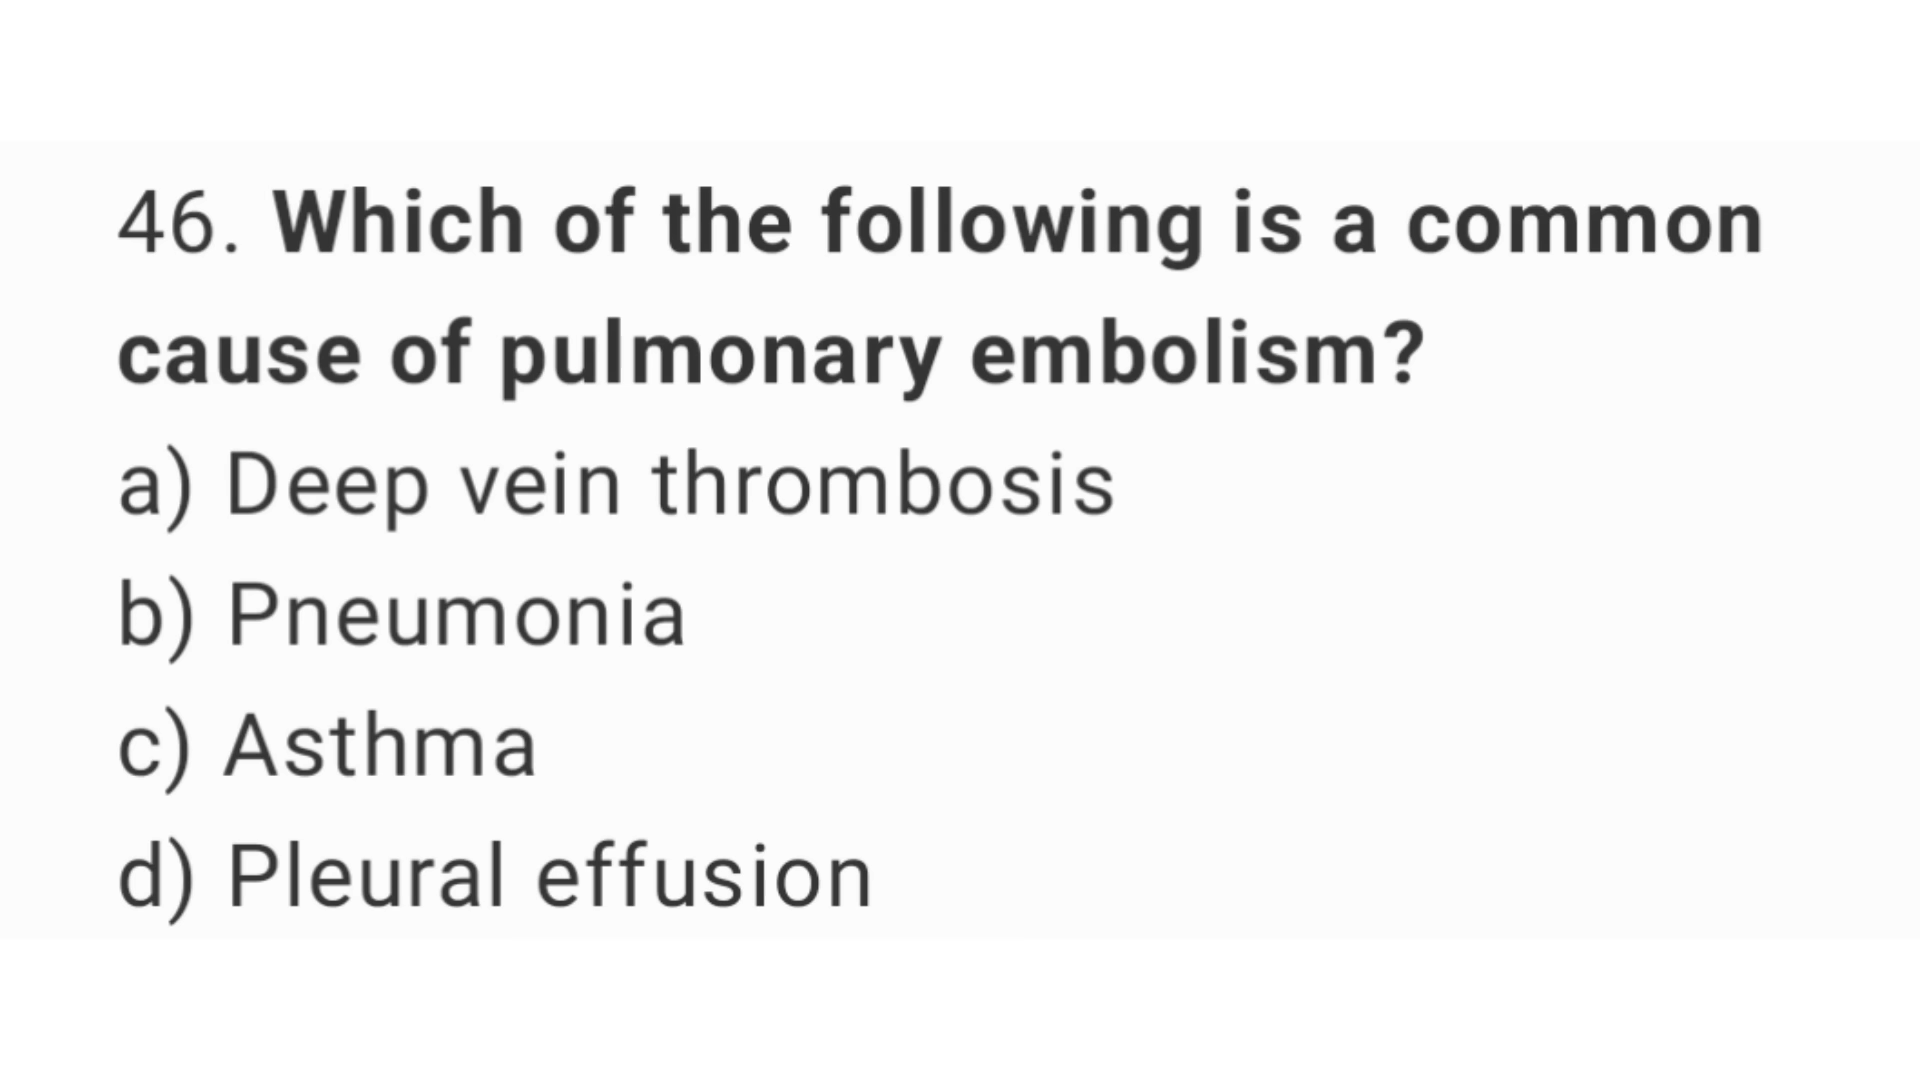 46. Which of the following is a common
cause of pulmonary embolism?
a) Deep vein thrombosis
b) Pneumonia
c) Asthma
d) Pleural effusion